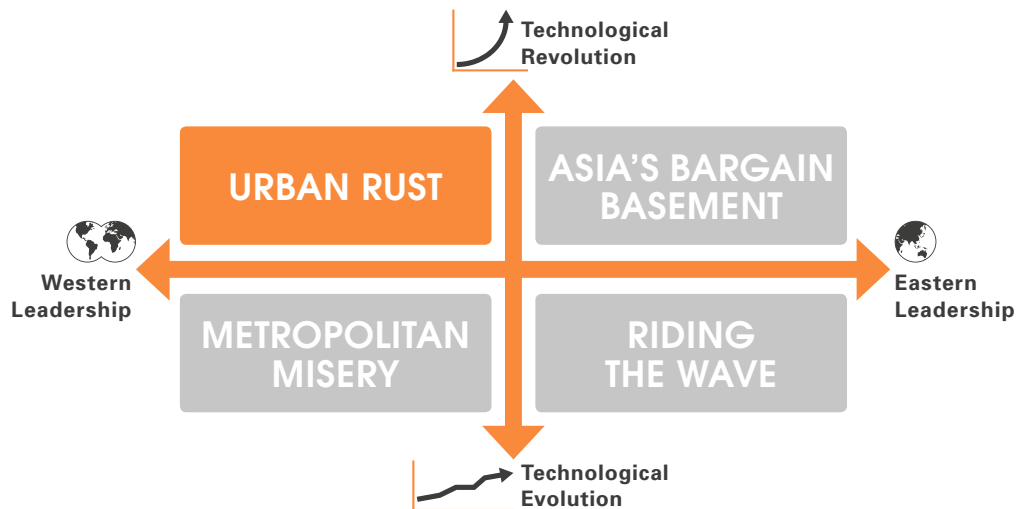 Technological
Revolution
URBAN RUST
ASIA’S BARGAIN
BASEMENT
Western
Leadership
Eastern
Leadership
METROPOLITAN
MISERY
RIDING
THE WAVE
Technological
Evolution